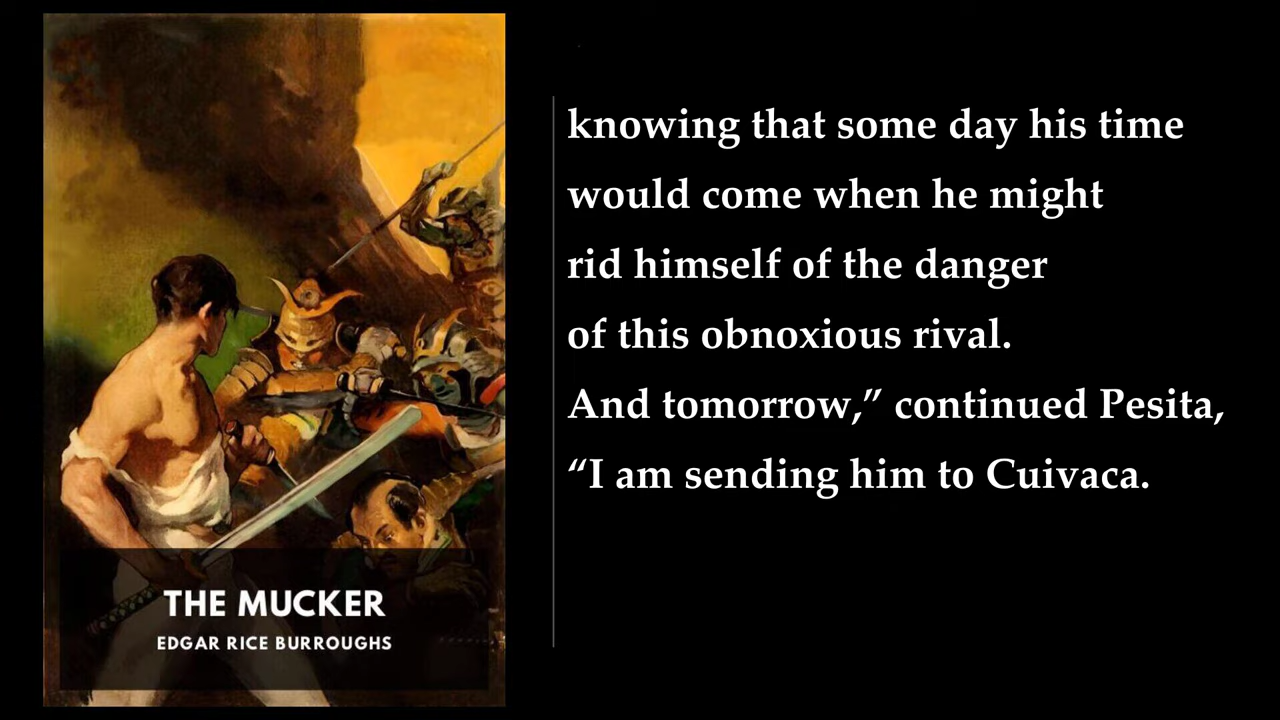 THE MUCKER
EDGAR RICE BURROUGHS
knowing that some day his time
would come when he might
rid himself of the danger
of this obnoxious rival.
And tomorrow,” continued Pesita,
“I am sending him to Cuivaca.